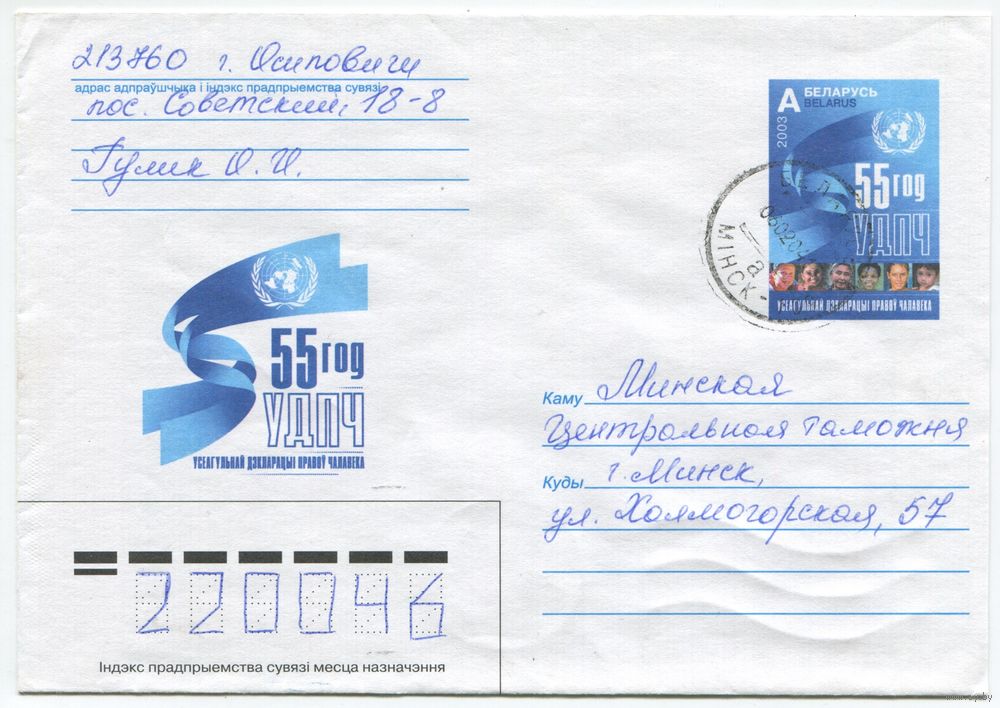 213760 г. Осиповичи
адрас адпраўшчыка і індэкс прадпрыемства сувязі
пос. Советский, 18-8
Гулик О. И.
55 год
УДПЧ
УСЕАГУЛЬНАЙ ДЭКЛАРАЦЫІ ПРАВОЎ ЧАЛАВЕКА
A БЕЛАРУСЬ
BELARUS
2003
55 год
УДПЧ
УСЕАГУЛЬНАЙ ДЭКЛАРАЦЫІ ПРАВОЎ ЧАЛАВЕКА
МІНСК
Каму Минская
Центральная таможня
Куды г. Минск,
ул. Холмогорская, 57
220046
Індэкс прадпрыемства сувязі месца назначэння